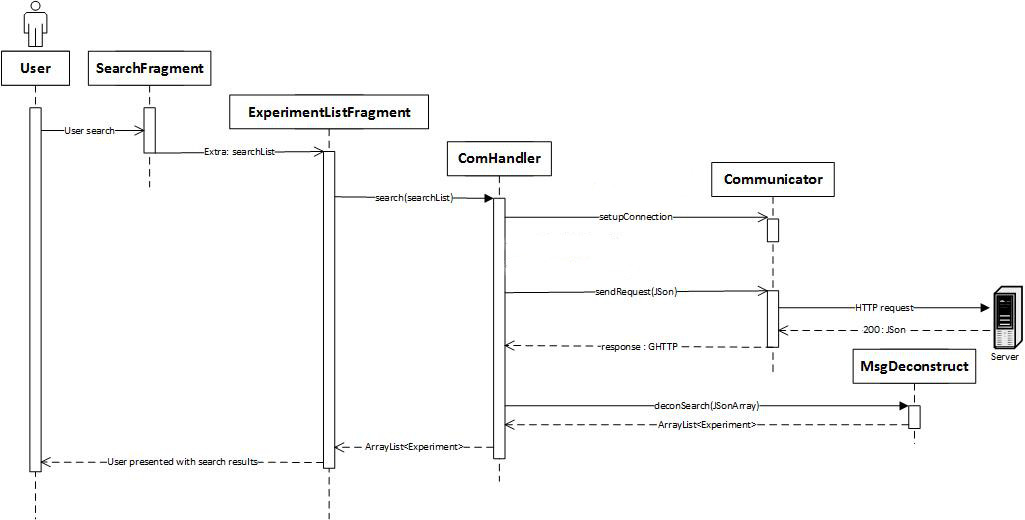 User
SearchFragment
ExperimentListFragment
User search
Extra: searchList
ComHandler
Communicator
search(searchList)
setupConnection
sendRequest(JSon)
HTTP request
200 : JSon
response : GHTTP
Server
MsgDeconstruct
deconSearch(JSonArray)
ArrayList<Experiment>
ArrayList<Experiment>
User presented with search results